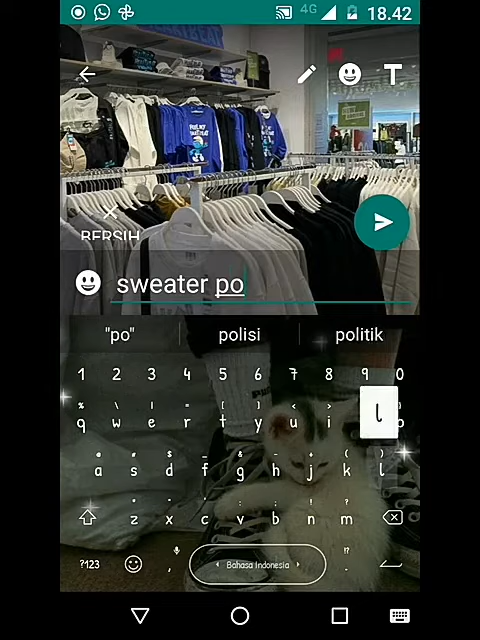 4G 18.42
T
BERSIH
sweater po
"po" polisi politik
1 2 3 4 5 6 7 8 9 0
% \ | = [ ] < >
q w e r t y u i l p
@ # $ _ & - + ( )
a s d f g h j k l
* " ' : ; ! ?
z x c v b n m
?123 , Bahasa Indonesia !? .